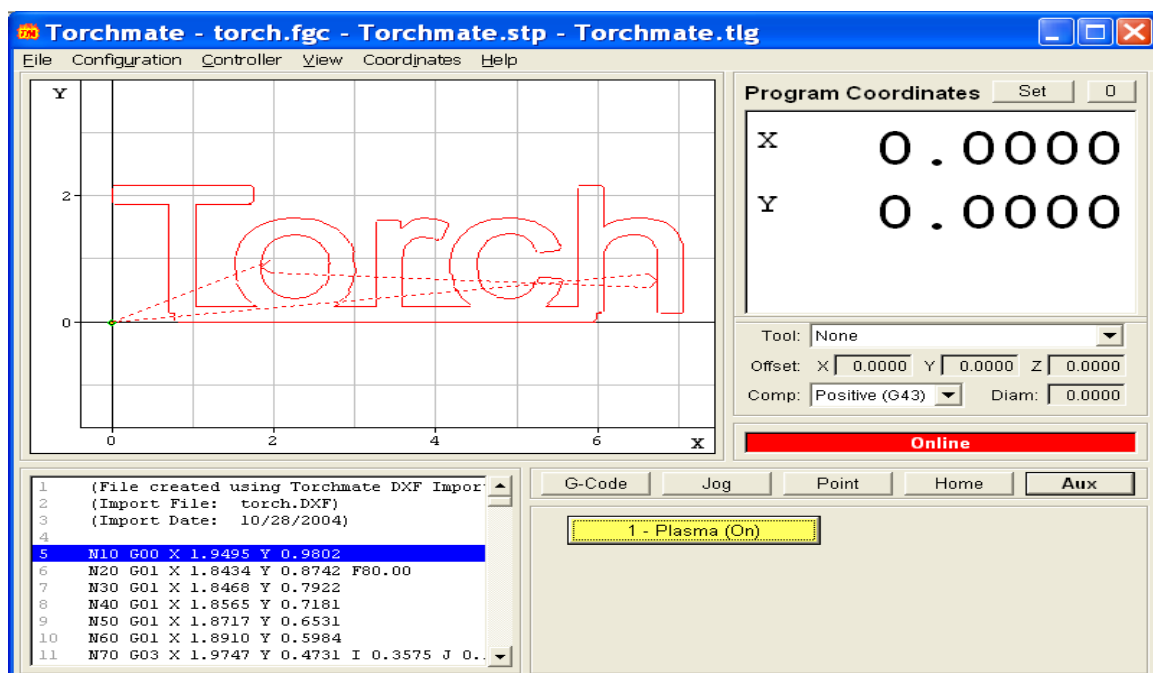 Torchmate - torch.fgc - Torchmate.stp - Torchmate.tlg
File Configuration Controller View Coordinates Help
Y
2
0
0 2 4 6 X
Torch
Program Coordinates Set 0
X 0.0000
Y 0.0000
Tool: None
Offset: X 0.0000 Y 0.0000 Z 0.0000
Comp: Positive (G43) Diam: 0.0000
Online
1 (File created using Torchmate DXF Impor
2 (Import File: torch.DXF)
3 (Import Date: 10/28/2004)
4
5 N10 G00 X 1.9495 Y 0.9802
6 N20 G01 X 1.8434 Y 0.8742 F80.00
7 N30 G01 X 1.8468 Y 0.7922
8 N40 G01 X 1.8565 Y 0.7181
9 N50 G01 X 1.8717 Y 0.6531
10 N60 G01 X 1.8910 Y 0.5984
11 N70 G03 X 1.9747 Y 0.4731 I 0.3575 J 0..
G-Code Jog Point Home Aux
1 - Plasma (On)